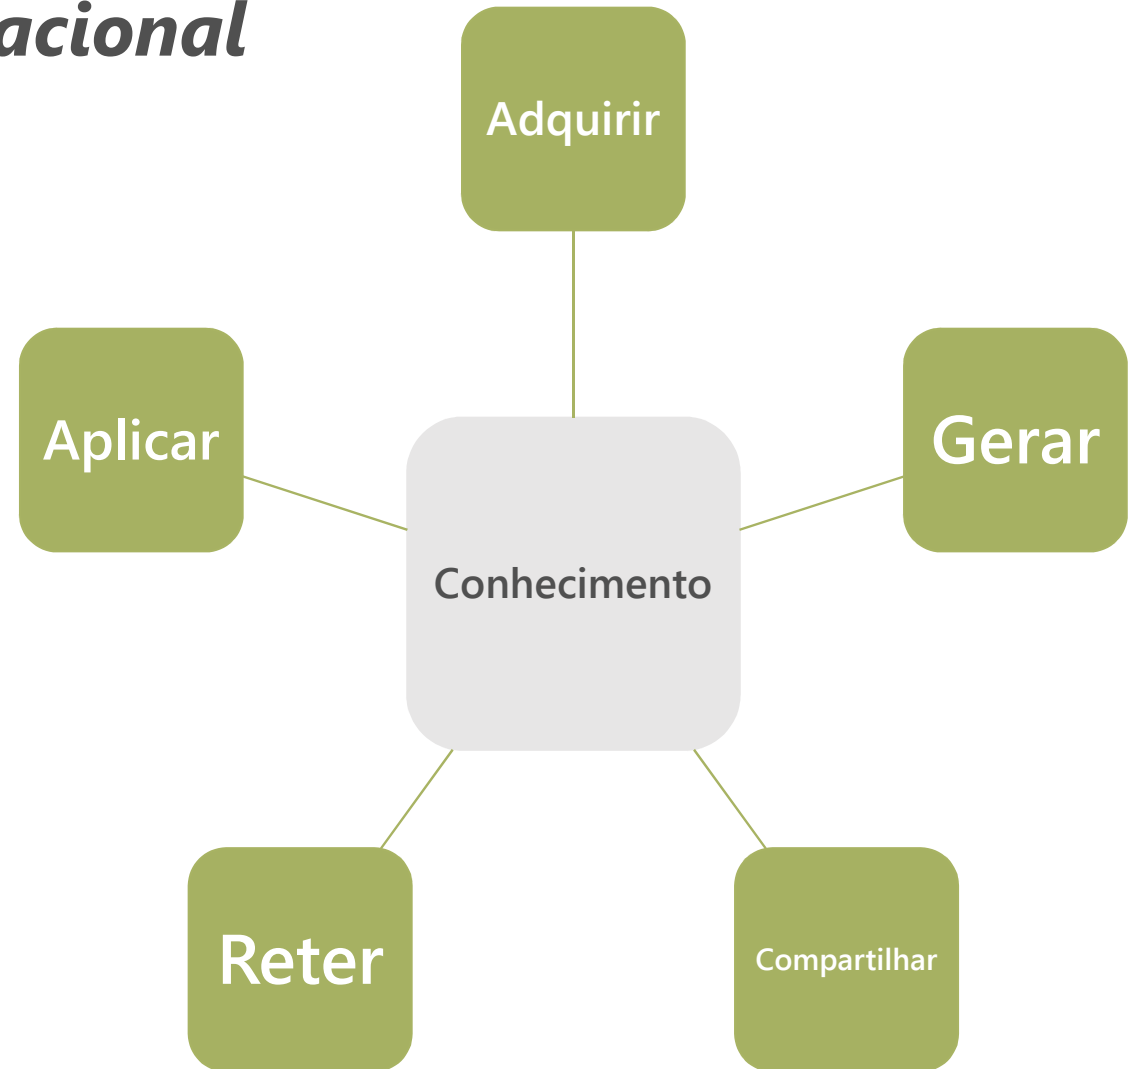 acional
Adquirir
Aplicar
Gerar
Conhecimento
Reter
Compartilhar